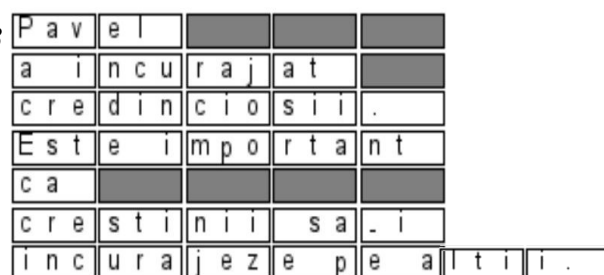 Pavel
a incurajat
credinciosii.
Este important
ca
crestinii sa-i
incurajeze pe altii.